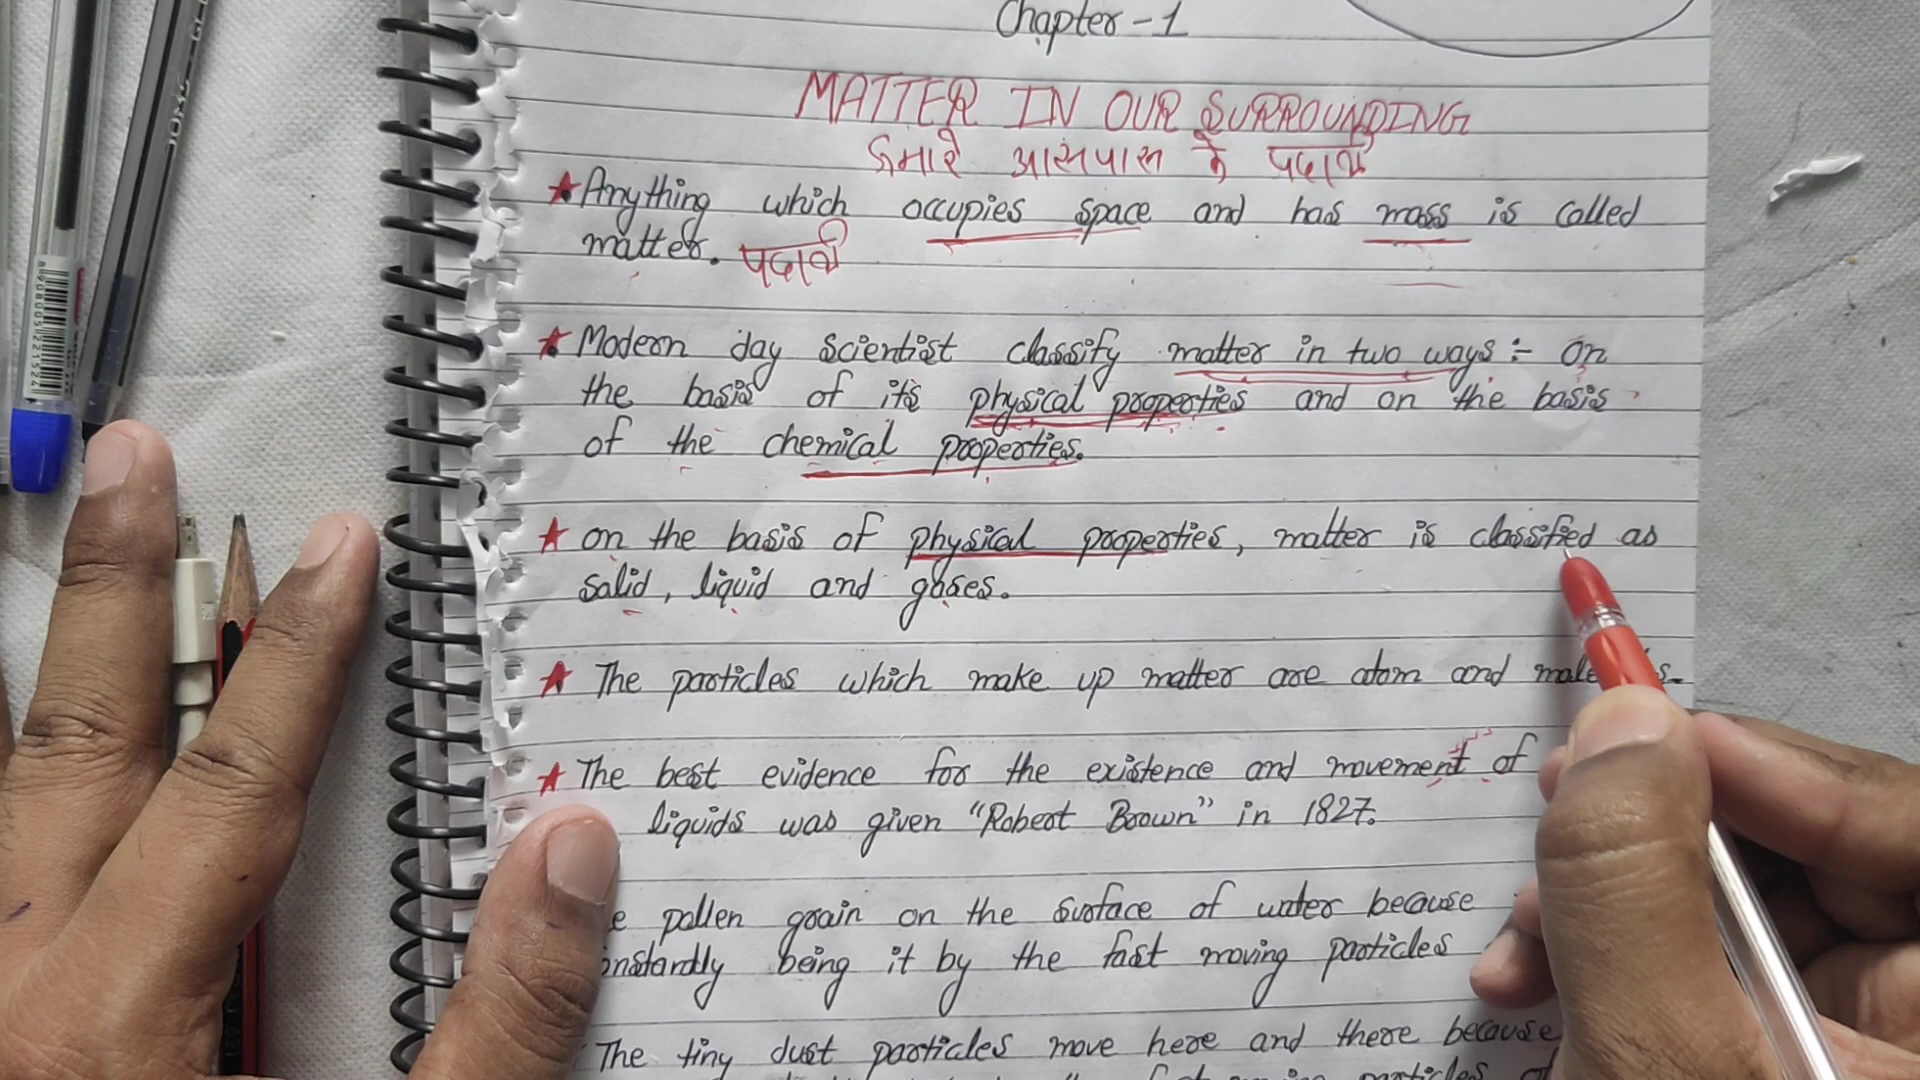 Chapter - 1
MATTER IN OUR SURROUNDING
हमारे आसपास के पदार्थ
Anything which occupies space and has mass is called
matter. पदार्थ
Modern day scientist classify matter in two ways :- On
the basis of its physical properties and on the basis
of the chemical properties.
on the basis of physical properties, matter is classified as
solid, liquid and gases.
The particles which make up matter are atom and
The best evidence for the existence and movement of
liquids was given "Robert Brown" in 1827.
pollen grain on the surface of water because
being it by the fast moving particles
The tiny dust particles move here and there because
particles